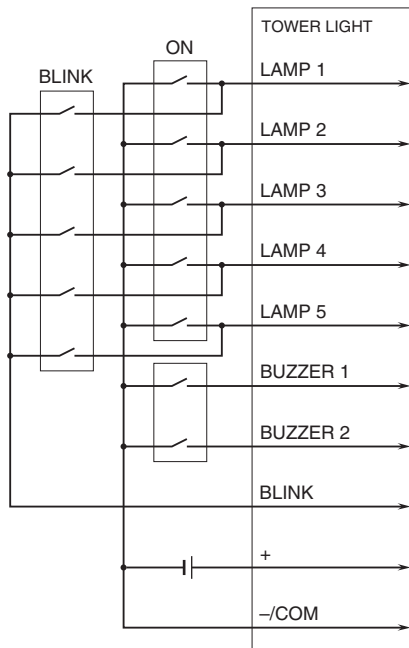 TOWER LIGHT
ON
LAMP 1
BLINK
LAMP 2
LAMP 3
LAMP 4
LAMP 5
BUZZER 1
BUZZER 2
BLINK
+
–/COM